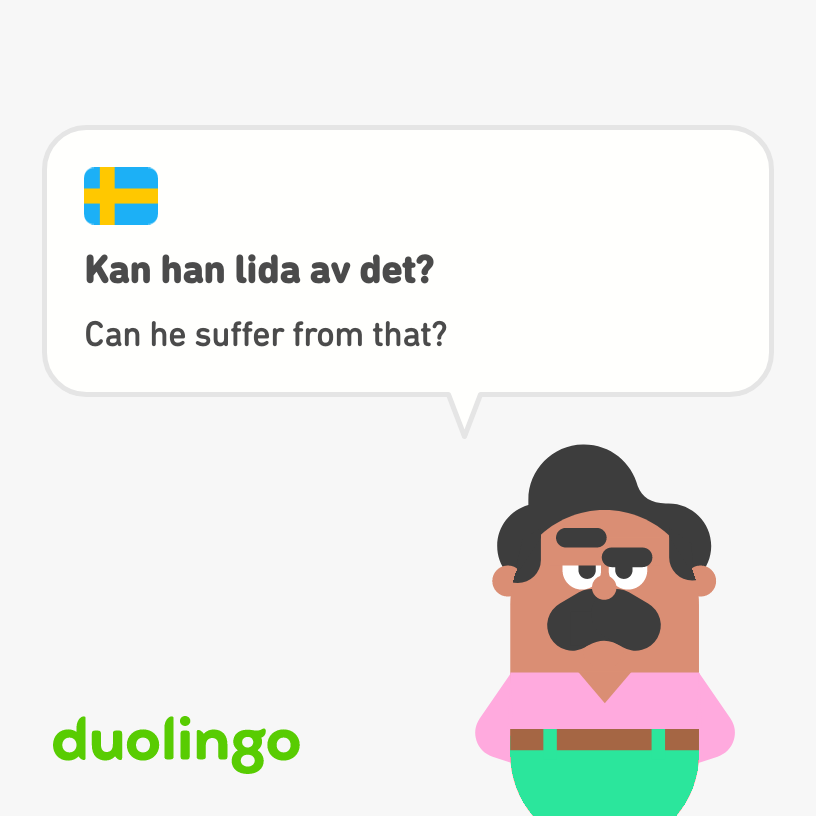 Kan han lida av det?
Can he suffer from that?
duolingo